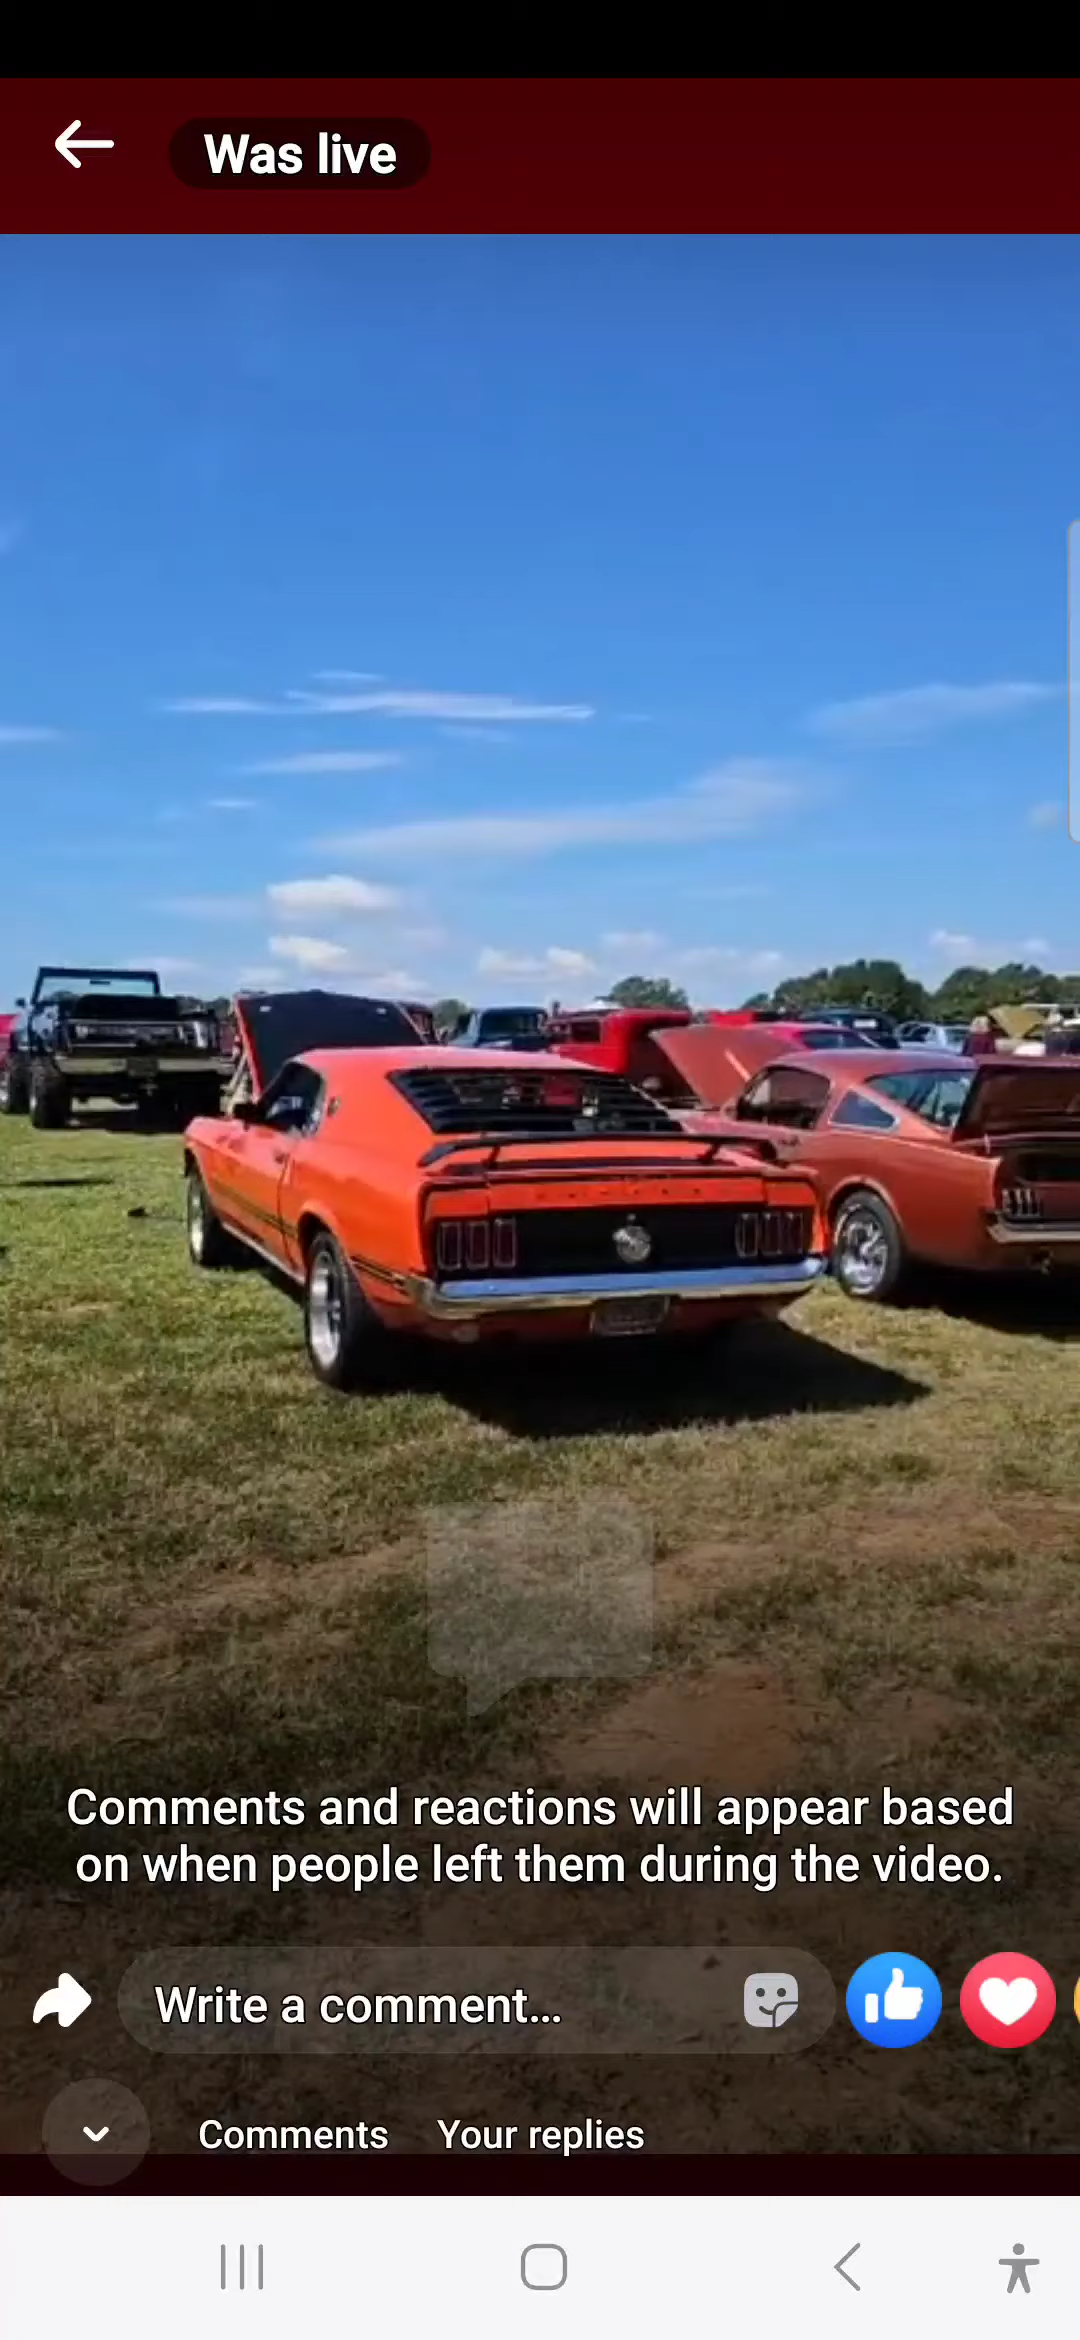 Was live
Comments and reactions will appear based
on when people left them during the video.
Write a comment...
Comments Your replies